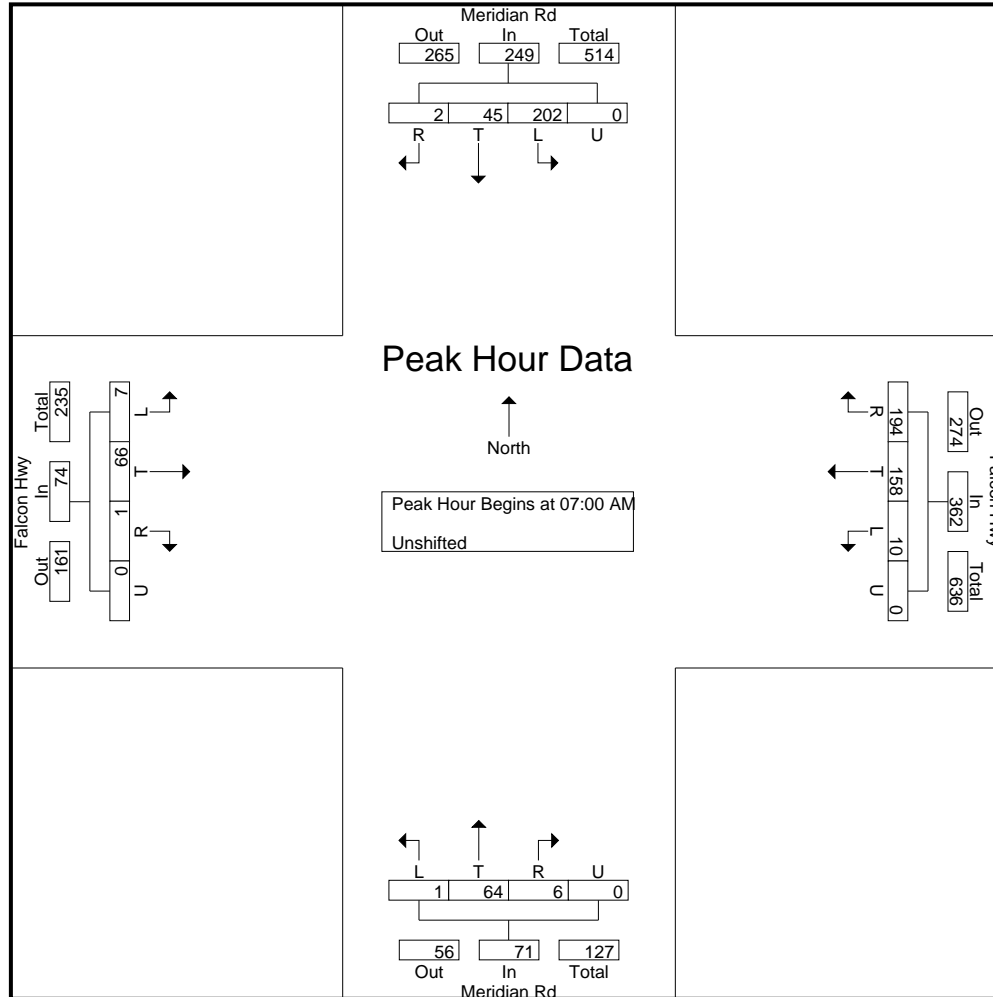 Meridian Rd
Out In Total
265 249 514
2 45 202 0
R T L U
Peak Hour Data
North
Peak Hour Begins at 07:00 AM
Unshifted
Falcon Hwy
Total In Out
235 74 161
7 66 1 0
L T R U
R T L U
194 158 10 0
274 362 636
Out In Total
Falcon Hwy
L T R U
1 64 6 0
56 71 127
Out In Total
Meridian Rd